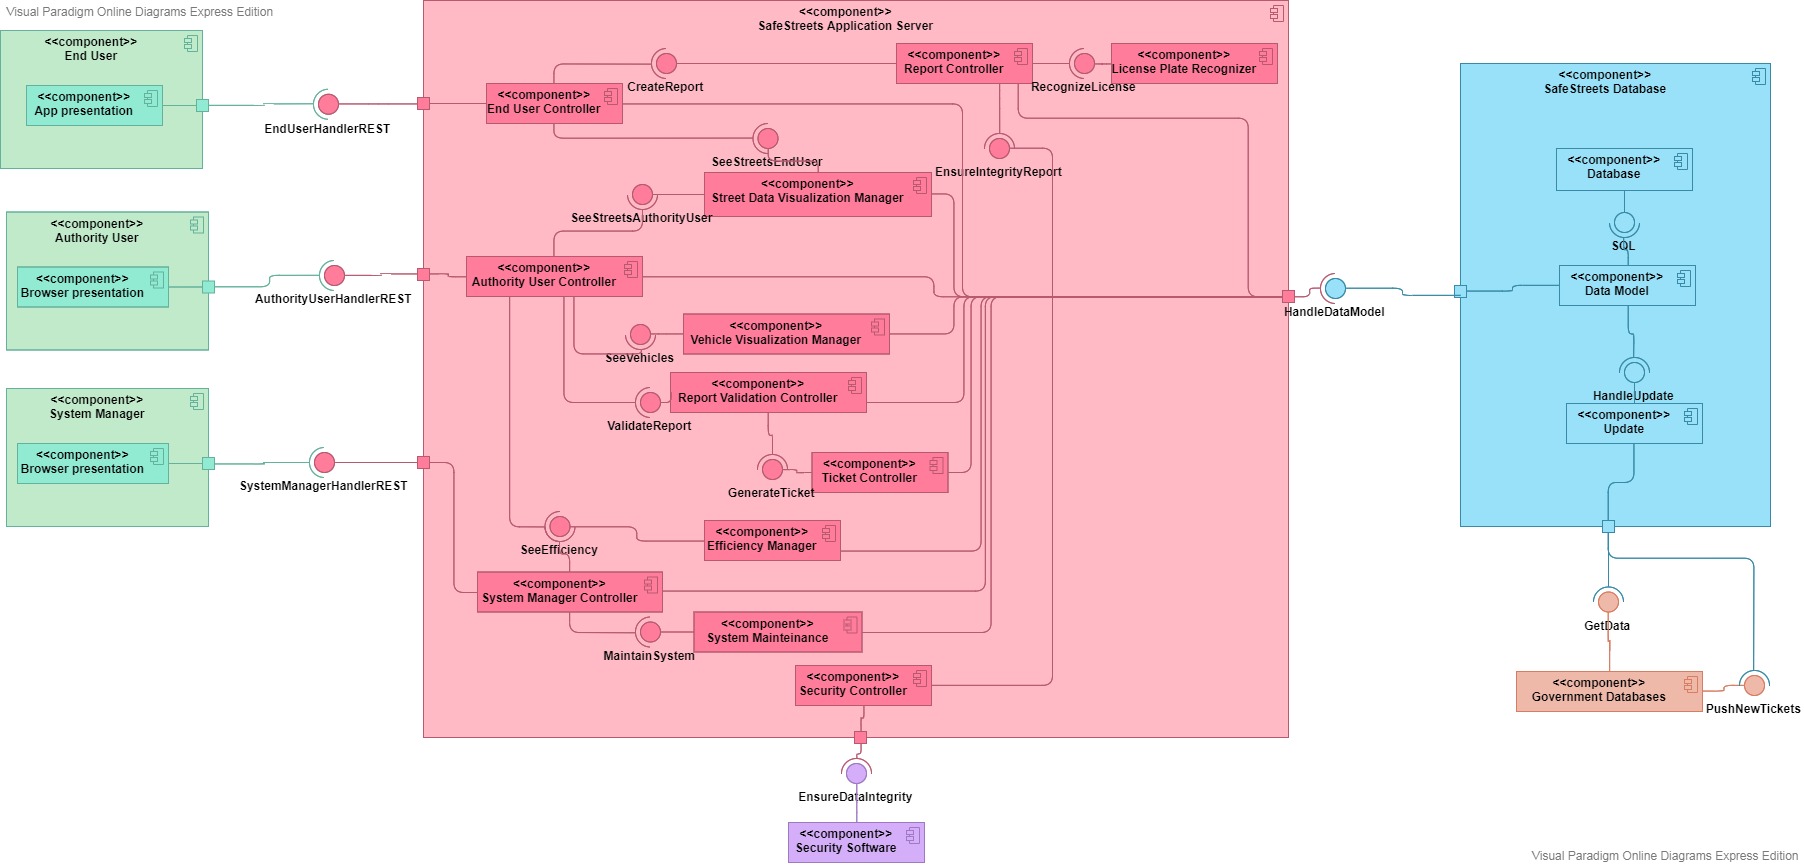 Visual Paradigm Online Diagrams Express Edition
<<component>>
End User
<<component>>
App presentation
EndUserHandlerREST
<<component>>
Authority User
<<component>>
Browser presentation
AuthorityUserHandlerREST
<<component>>
System Manager
<<component>>
Browser presentation
SystemManagerHandlerREST
<<component>>
SafeStreets Application Server
CreateReport
<<component>>
Report Controller
RecognizeLicense
<<component>>
License Plate Recognizer
<<component>>
End User Controller
SeeStreetsEndUser
EnsureIntegrityReport
<<component>>
Street Data Visualization Manager
SeeStreetsAuthorityUser
<<component>>
Authority User Controller
<<component>>
Vehicle Visualization Manager
SeeVehicles
<<component>>
Report Validation Controller
ValidateReport
<<component>>
Ticket Controller
GenerateTicket
<<component>>
Efficiency Manager
SeeEfficiency
<<component>>
System Manager Controller
<<component>>
System Mainteinance
MaintainSystem
<<component>>
Security Controller
EnsureDataIntegrity
<<component>>
Security Software
HandleDataModel
<<component>>
SafeStreets Database
<<component>>
Database
SQL
<<component>>
Data Model
HandleUpdate
<<component>>
Update
GetData
<<component>>
Government Databases
PushNewTickets
Visual Paradigm Online Diagrams Express Edition